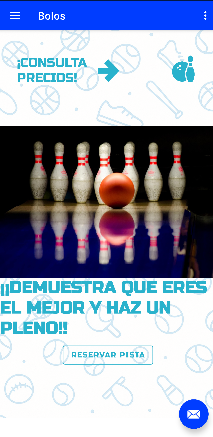 Bolos
¡CONSULTA
PRECIOS!
¡¡DEMUESTRA QUE ERES
EL MEJOR Y HAZ UN
PLENO!!
RESERVAR PISTA